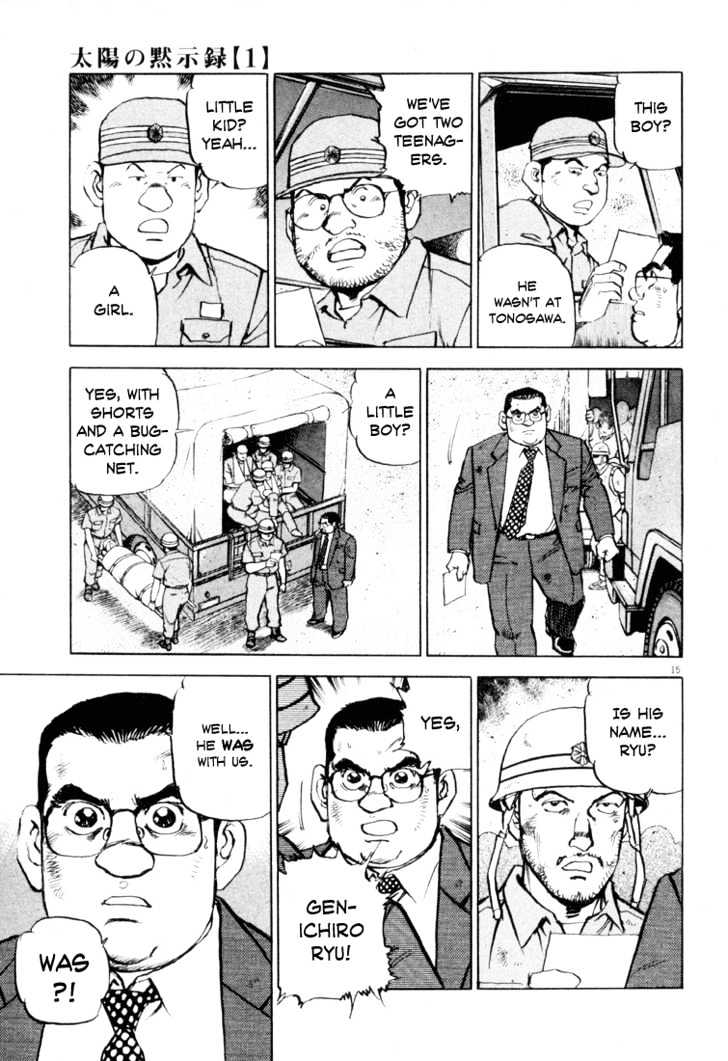 太陽の黙示録【1】
THIS
BOY?
HE
WASN'T AT
TONOSAWA.
WE'VE
GOT TWO
TEENAG-
ERS.
LITTLE
KID?
YEAH...
A
GIRL.
A
LITTLE
BOY?
YES, WITH
SHORTS
AND A BUG-
CATCHING
NET.
15
IS HIS
NAME...
RYU?
YES,
GEN-
ICHIRO
RYU!
WELL...
HE WAS
WITH US.
WAS
?!